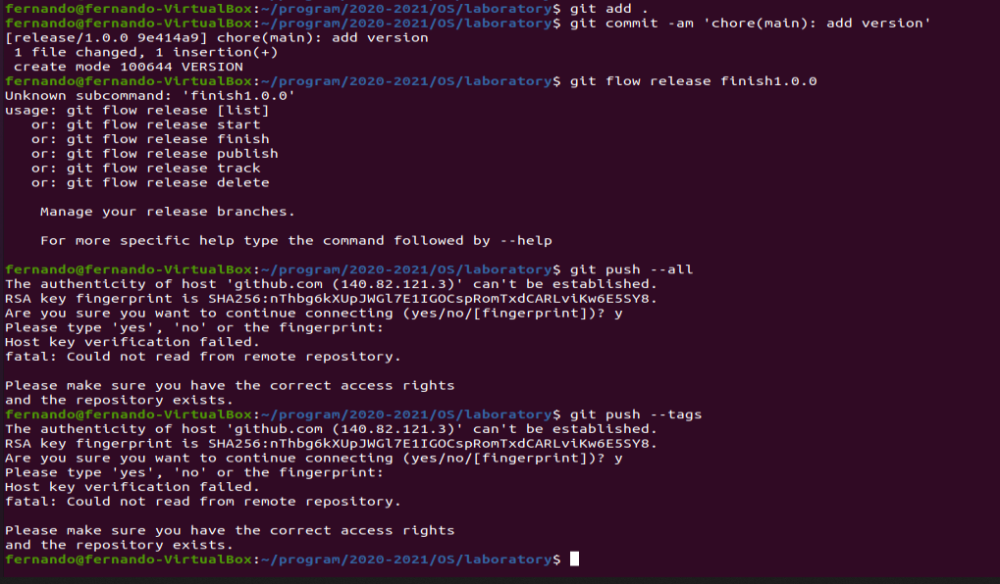 fernando@fernando-VirtualBox:~/program/2020-2021/OS/laboratory$ git add .
fernando@fernando-VirtualBox:~/program/2020-2021/OS/laboratory$ git commit -am 'chore(main): add version'
[release/1.0.0 9e414a9] chore(main): add version
 1 file changed, 1 insertion(+)
 create mode 100644 VERSION
fernando@fernando-VirtualBox:~/program/2020-2021/OS/laboratory$ git flow release finish1.0.0
Unknown subcommand: 'finish1.0.0'
usage: git flow release [list]
   or: git flow release start
   or: git flow release finish
   or: git flow release publish
   or: git flow release track
   or: git flow release delete

    Manage your release branches.

    For more specific help type the command followed by --help

fernando@fernando-VirtualBox:~/program/2020-2021/OS/laboratory$ git push --all
The authenticity of host 'github.com (140.82.121.3)' can't be established.
RSA key fingerprint is SHA256:nThbg6kXUpJWGl7E1IGOCspRomTxdCARLviKw6E5SY8.
Are you sure you want to continue connecting (yes/no/[fingerprint])? y
Please type 'yes', 'no' or the fingerprint:
Host key verification failed.
fatal: Could not read from remote repository.

Please make sure you have the correct access rights
and the repository exists.
fernando@fernando-VirtualBox:~/program/2020-2021/OS/laboratory$ git push --tags
The authenticity of host 'github.com (140.82.121.3)' can't be established.
RSA key fingerprint is SHA256:nThbg6kXUpJWGl7E1IGOCspRomTxdCARLviKw6E5SY8.
Are you sure you want to continue connecting (yes/no/[fingerprint])? y
Please type 'yes', 'no' or the fingerprint:
Host key verification failed.
fatal: Could not read from remote repository.

Please make sure you have the correct access rights
and the repository exists.
fernando@fernando-VirtualBox:~/program/2020-2021/OS/laboratory$